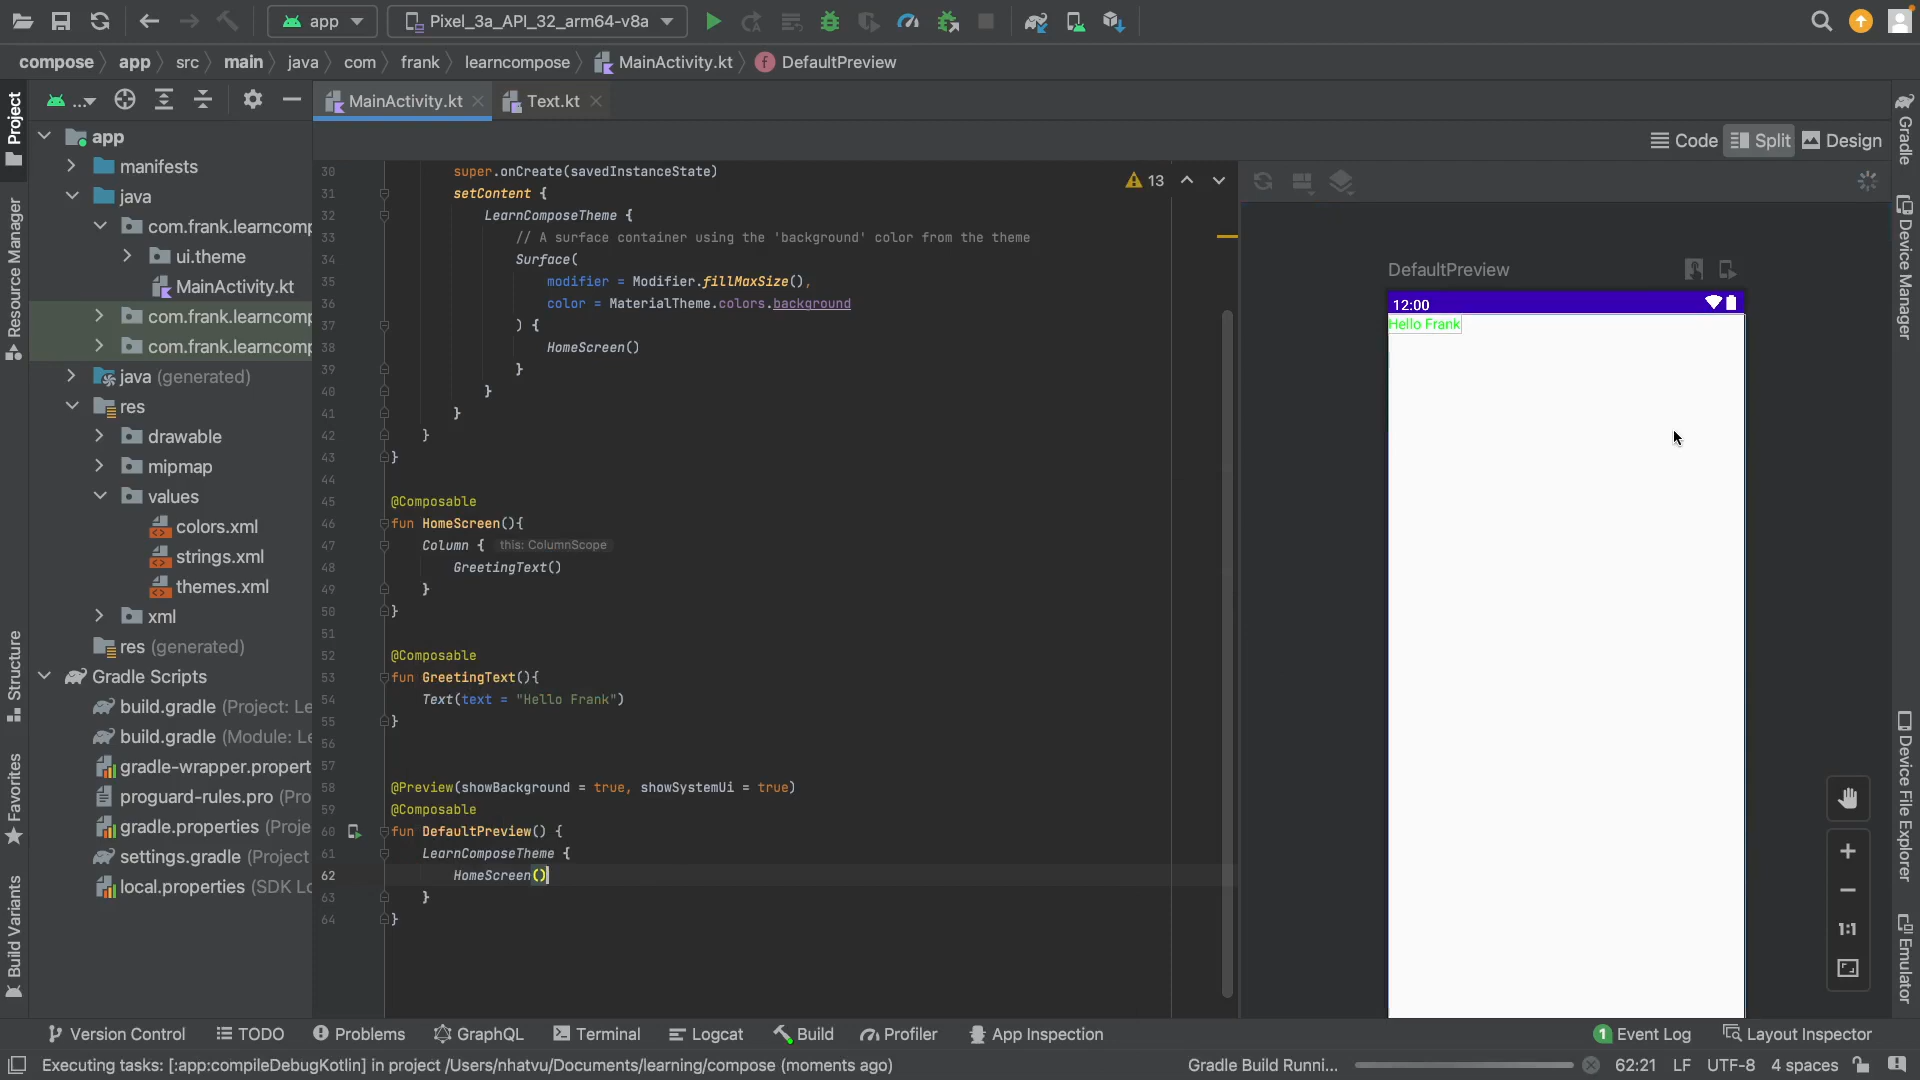 app
Pixel_3a_API_32_arm64-v8a
compose
app
src
main
java
com
frank
learncompose
MainActivity.kt
f DefaultPreview
...
MainActivity.kt
Text.kt
Code
Split
Design
Project
Resource Manager
Structure
Favorites
Build Variants
app
manifests
java
com.frank.learncomp
ui.theme
MainActivity.kt
com.frank.learncomp
com.frank.learncomp
java (generated)
res
drawable
mipmap
values
colors.xml
strings.xml
themes.xml
xml
res (generated)
Gradle Scripts
build.gradle (Project: Le
build.gradle (Module: Le
gradle-wrapper.propert
proguard-rules.pro (Pro
gradle.properties (Proje
settings.gradle (Project
local.properties (SDK Lo
13
30 super.onCreate(savedInstanceState)
31 setContent {
32 LearnComposeTheme {
33 // A surface container using the 'background' color from the theme
34 Surface(
35 modifier = Modifier.fillMaxSize(),
36 color = MaterialTheme.colors.background
37 ) {
38 HomeScreen()
39 }
40 }
41 }
42 }
43 }
44
45 @Composable
46 fun HomeScreen(){
47 Column { this: ColumnScope
48 GreetingText()
49 }
50 }
51
52 @Composable
53 fun GreetingText(){
54 Text(text = "Hello Frank")
55 }
56
57
58 @Preview(showBackground = true, showSystemUi = true)
59 @Composable
60 fun DefaultPreview() {
61 LearnComposeTheme {
62 HomeScreen()
63 }
64 }
DefaultPreview
12:00
Hello Frank
1:1
Gradle
Device Manager
Device File Explorer
Emulator
Version Control
TODO
Problems
GraphQL
Terminal
Logcat
Build
Profiler
App Inspection
1 Event Log
Layout Inspector
Executing tasks: [:app:compileDebugKotlin] in project /Users/nhatvu/Documents/learning/compose (moments ago)
Gradle Build Runni...
62:21
LF
UTF-8
4 spaces